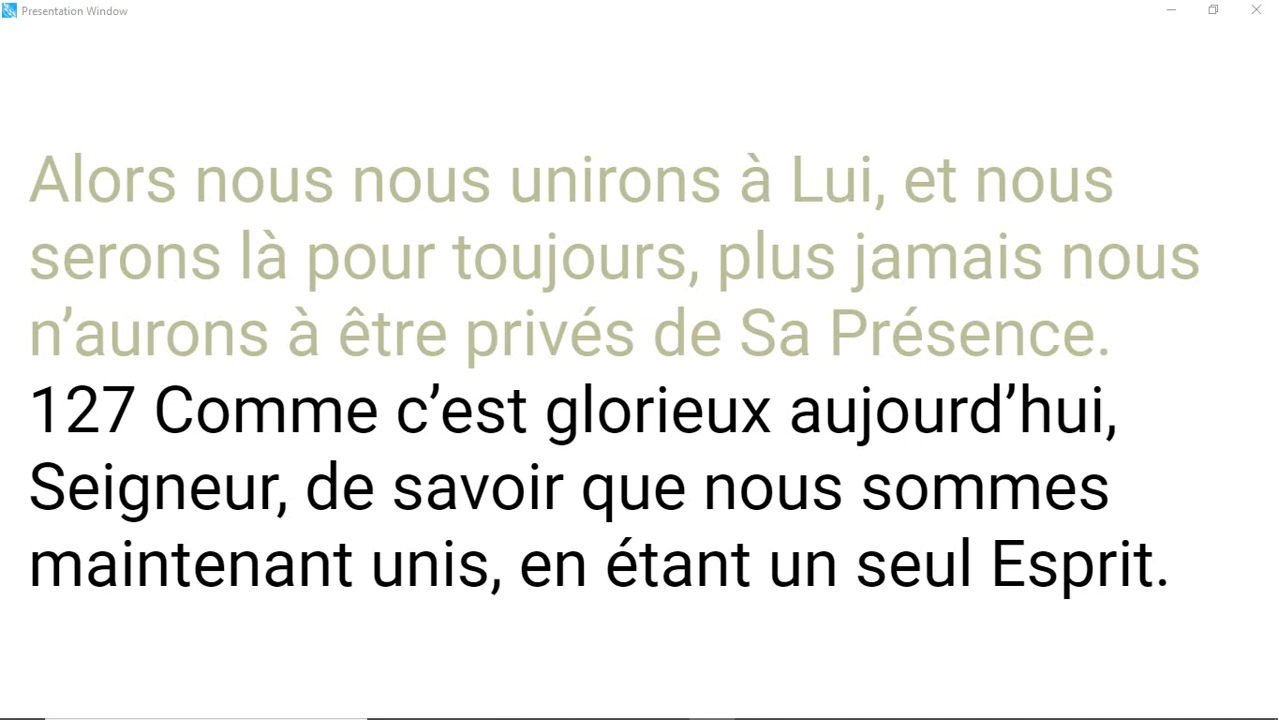 Presentation Window
Alors nous nous unirons à Lui, et nous
serons là pour toujours, plus jamais nous
n’aurons à être privés de Sa Présence.
127 Comme c’est glorieux aujourd’hui,
Seigneur, de savoir que nous sommes
maintenant unis, en étant un seul Esprit.